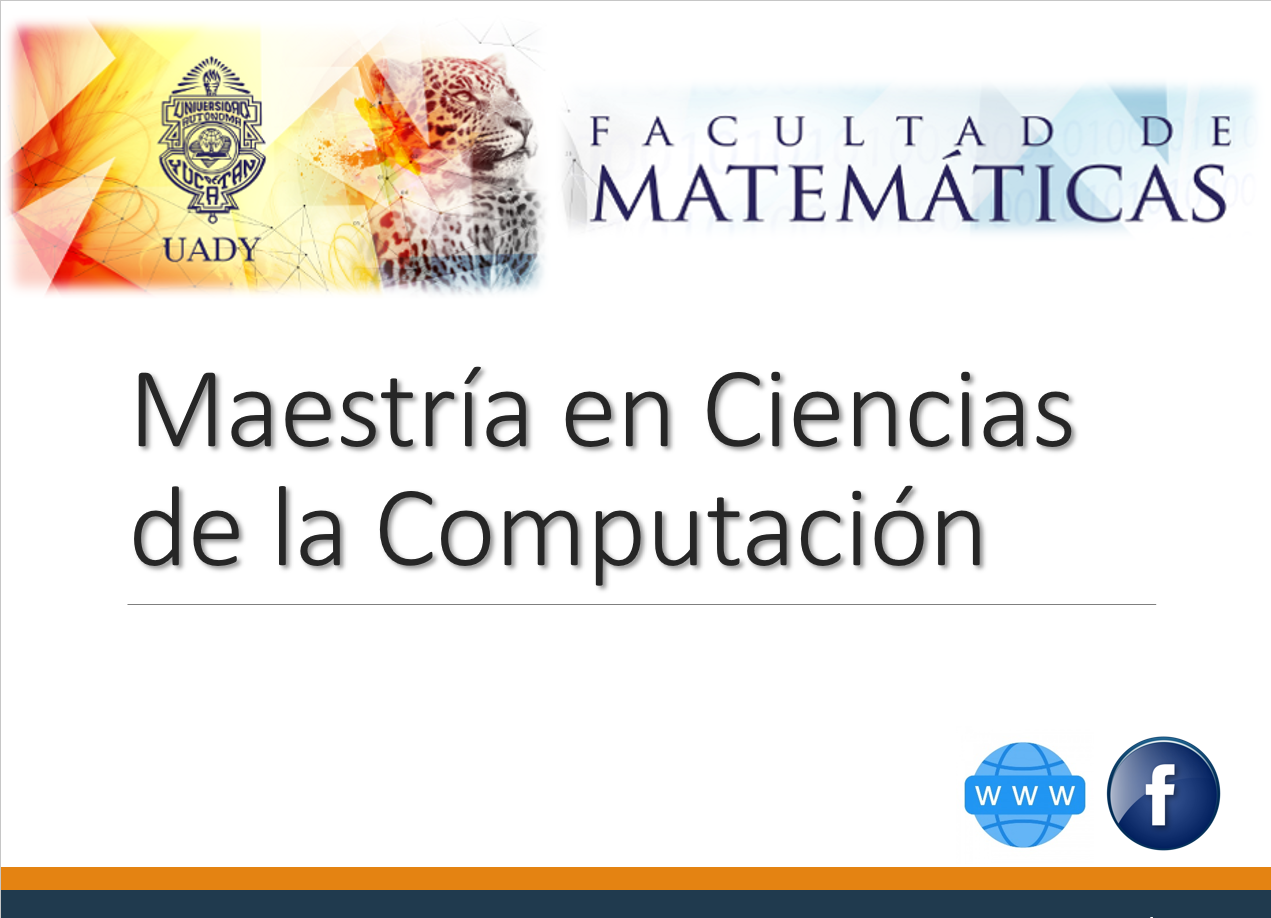 UNIVERSIDAD
AUTONOMA
YUCATAN
UADY
FACULTAD DE
MATEMÁTICAS
Maestría en Ciencias
de la Computación
WWW
f